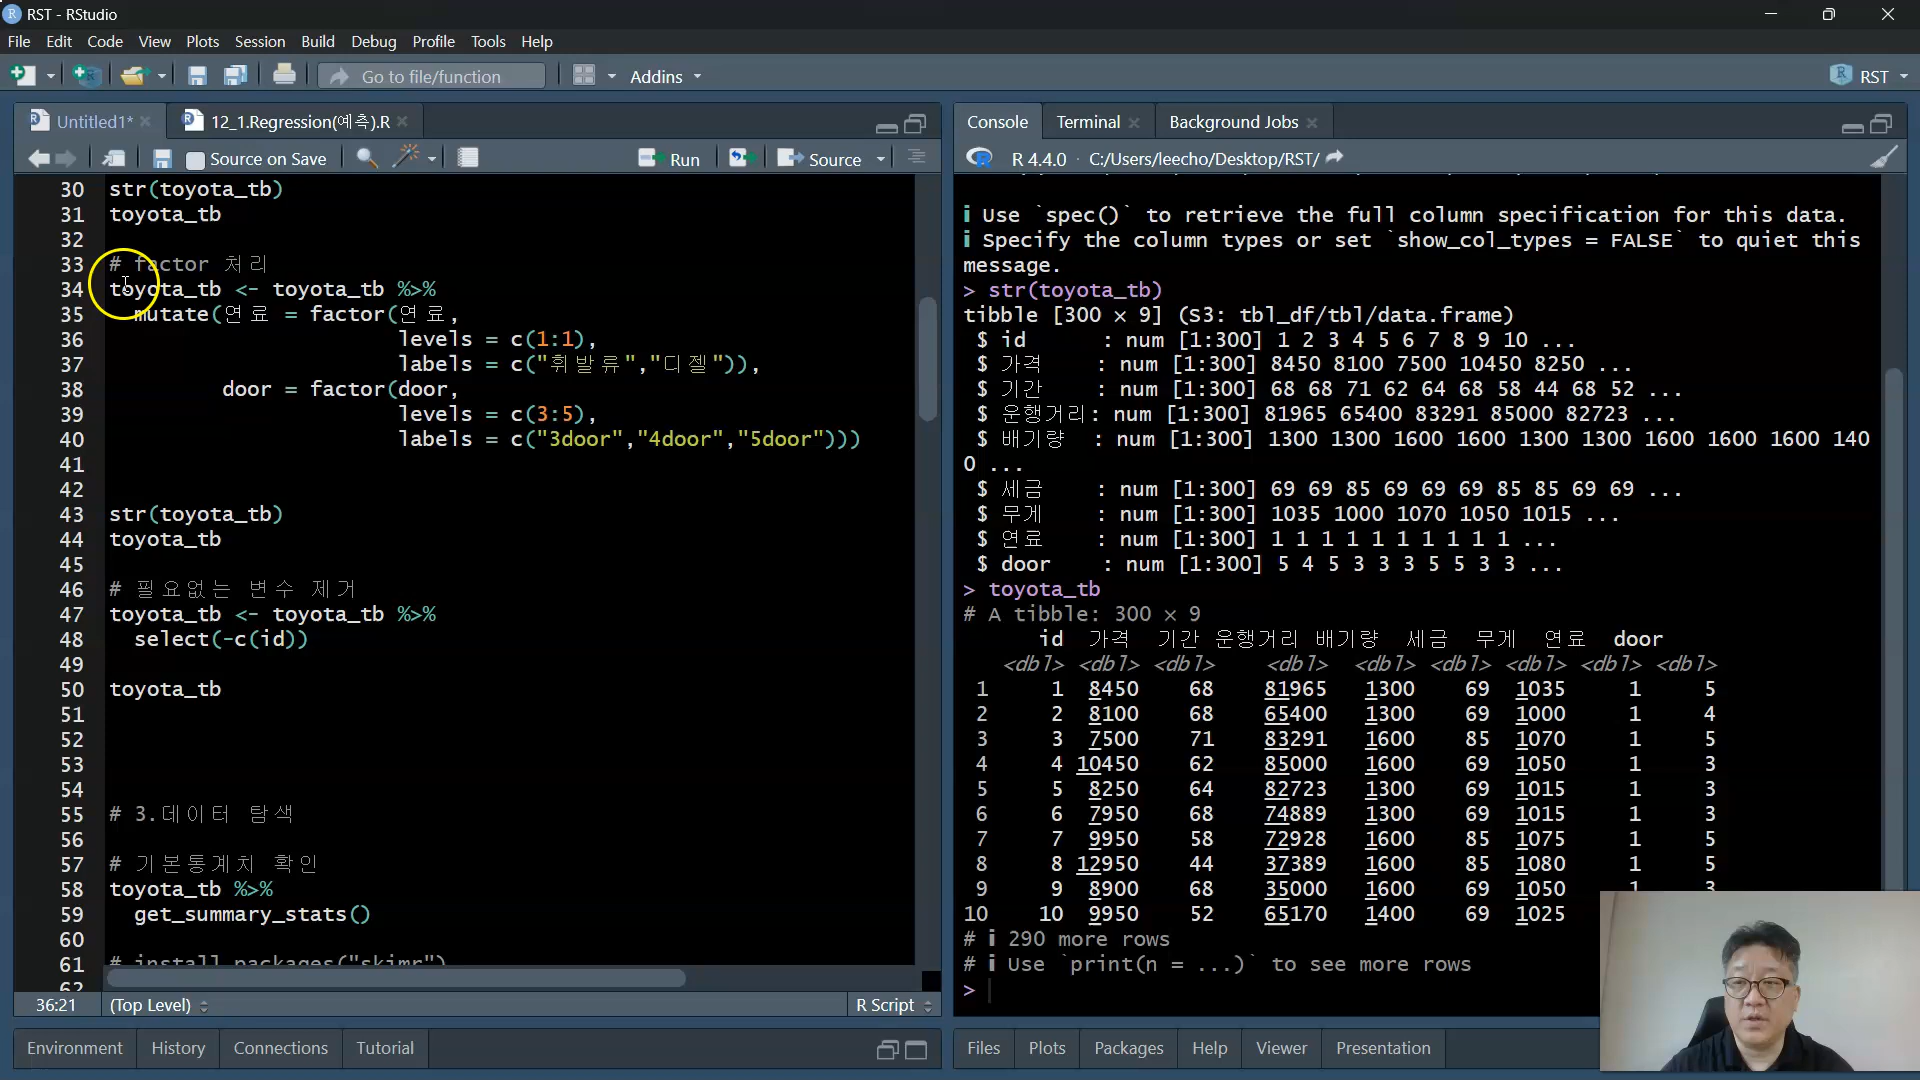 RST - RStudio
File Edit Code View Plots Session Build Debug Profile Tools Help
Go to file/function Addins RST
Untitled1* 12_1.Regression(예측).R
Source on Save Run Source
30 str(toyota_tb)
31 toyota_tb
32
33 # factor 처리
34 toyota_tb <- toyota_tb %>%
35 mutate(연료 = factor(연료,
36 levels = c(1:1),
37 labels = c("휘발류","디젤")),
38 door = factor(door,
39 levels = c(3:5),
40 labels = c("3door","4door","5door")))
41
42
43 str(toyota_tb)
44 toyota_tb
45
46 # 필요없는 변수 제거
47 toyota_tb <- toyota_tb %>%
48 select(-c(id))
49
50 toyota_tb
51
52
53
54
55 # 3.데이터 탐색
56
57 # 기본통계치 확인
58 toyota_tb %>%
59 get_summary_stats()
60
61 # install packages("skimr")
62
36:21 (Top Level) R Script
Environment History Connections Tutorial
Console Terminal Background Jobs
R 4.4.0 · C:/Users/leecho/Desktop/RST/
i Use `spec()` to retrieve the full column specification for this data.
i Specify the column types or set `show_col_types = FALSE` to quiet this
message.
> str(toyota_tb)
tibble [300 × 9] (S3: tbl_df/tbl/data.frame)
$ id : num [1:300] 1 2 3 4 5 6 7 8 9 10 ...
$ 가격 : num [1:300] 8450 8100 7500 10450 8250 ...
$ 기간 : num [1:300] 68 68 71 62 64 68 58 44 68 52 ...
$ 운행거리: num [1:300] 81965 65400 83291 85000 82723 ...
$ 배기량 : num [1:300] 1300 1300 1600 1600 1300 1300 1600 1600 1600 140
0 ...
$ 세금 : num [1:300] 69 69 85 69 69 69 85 85 69 69 ...
$ 무게 : num [1:300] 1035 1000 1070 1050 1015 ...
$ 연료 : num [1:300] 1 1 1 1 1 1 1 1 1 1 ...
$ door : num [1:300] 5 4 5 3 3 3 5 5 3 3 ...
> toyota_tb
# A tibble: 300 × 9
id 가격 기간 운행거리 배기량 세금 무게 연료 door
<dbl> <dbl> <dbl> <dbl> <dbl> <dbl> <dbl> <dbl> <dbl>
1 1 8450 68 81965 1300 69 1035 1 5
2 2 8100 68 65400 1300 69 1000 1 4
3 3 7500 71 83291 1600 85 1070 1 5
4 4 10450 62 85000 1600 69 1050 1 3
5 5 8250 64 82723 1300 69 1015 1 3
6 6 7950 68 74889 1300 69 1015 1 3
7 7 9950 58 72928 1600 85 1075 1 5
8 8 12950 44 37389 1600 85 1080 1 5
9 9 8900 68 35000 1600 69 1050 1 3
10 10 9950 52 65170 1400 69 1025
# i 290 more rows
# i Use `print(n = ...)` to see more rows
>
Files Plots Packages Help Viewer Presentation